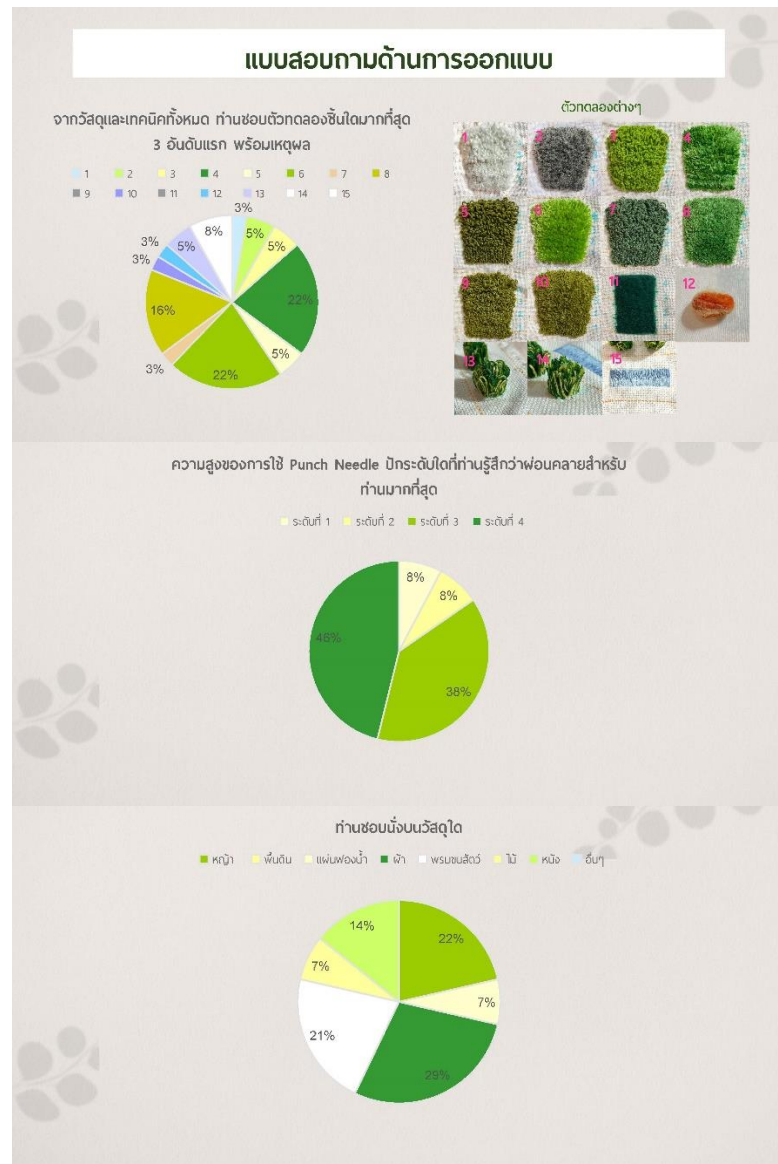 แบบสอบถามด้านการออกแบบ
จากวัสดุและเทคนิคทั้งหมด ท่านชอบตัวทดลองชิ้นใดมากที่สุด
3 อันดับแรก พร้อมเหตุผล
1 2 3 4 5 6 7 8
9 10 11 12 13 14 15
3%
5%
5%
22%
5%
22%
3%
16%
3%
3%
5%
8%
ตัวทดลองต่างๆ
1 2 3 4
5 6 7 8
9 10 11 12
13 14 15
ความสูงของการใช้ Punch Needle ปักระดับใดที่ท่านรู้สึกว่าผ่อนคลายสำหรับ
ท่านมากที่สุด
ระดับที่ 1 ระดับที่ 2 ระดับที่ 3 ระดับที่ 4
8%
8%
38%
46%
ท่านชอบนั่งบนวัสดุใด
หญ้า พื้นดิน แผ่นฟองน้ำ ผ้า พรมขนสัตว์ ไม้ หนัง อื่นๆ
22%
7%
29%
21%
7%
14%